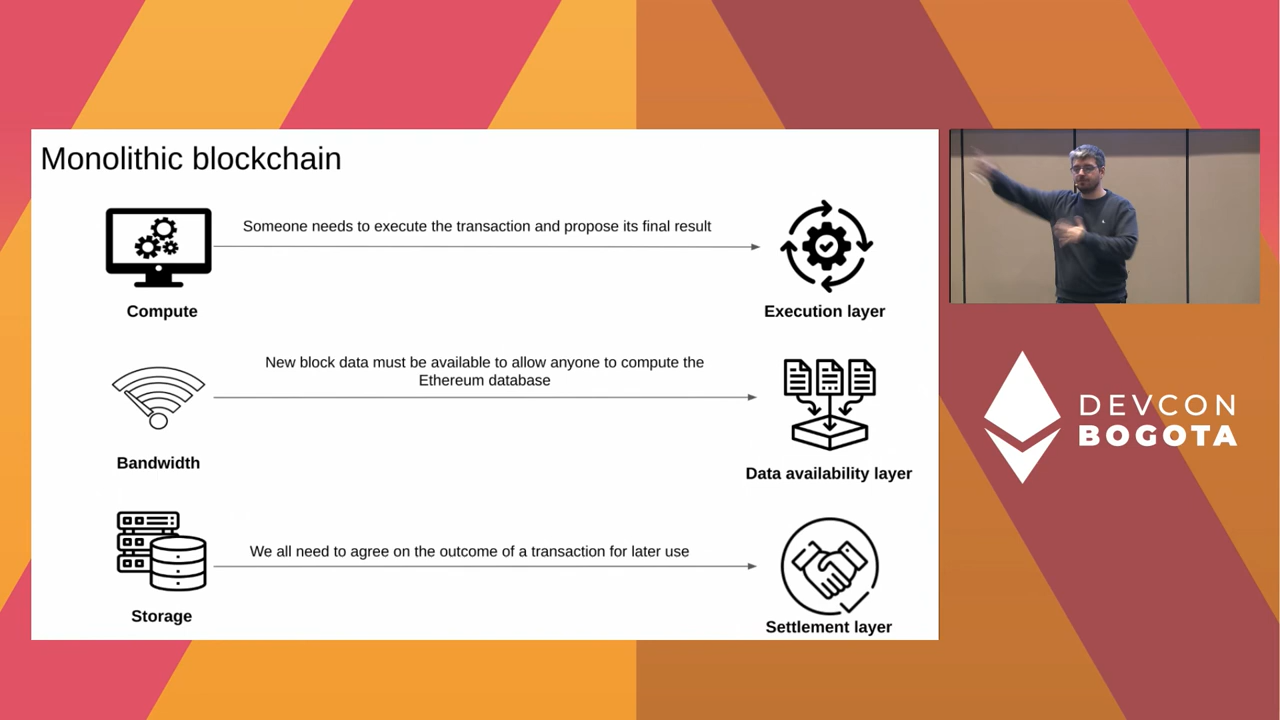 Monolithic blockchain
Someone needs to execute the transaction and propose its final result
Compute
Execution layer
New block data must be available to allow anyone to compute the
Ethereum database
Bandwidth
Data availability layer
We all need to agree on the outcome of a transaction for later use
Storage
Settlement layer
DEVCON
BOGOTA